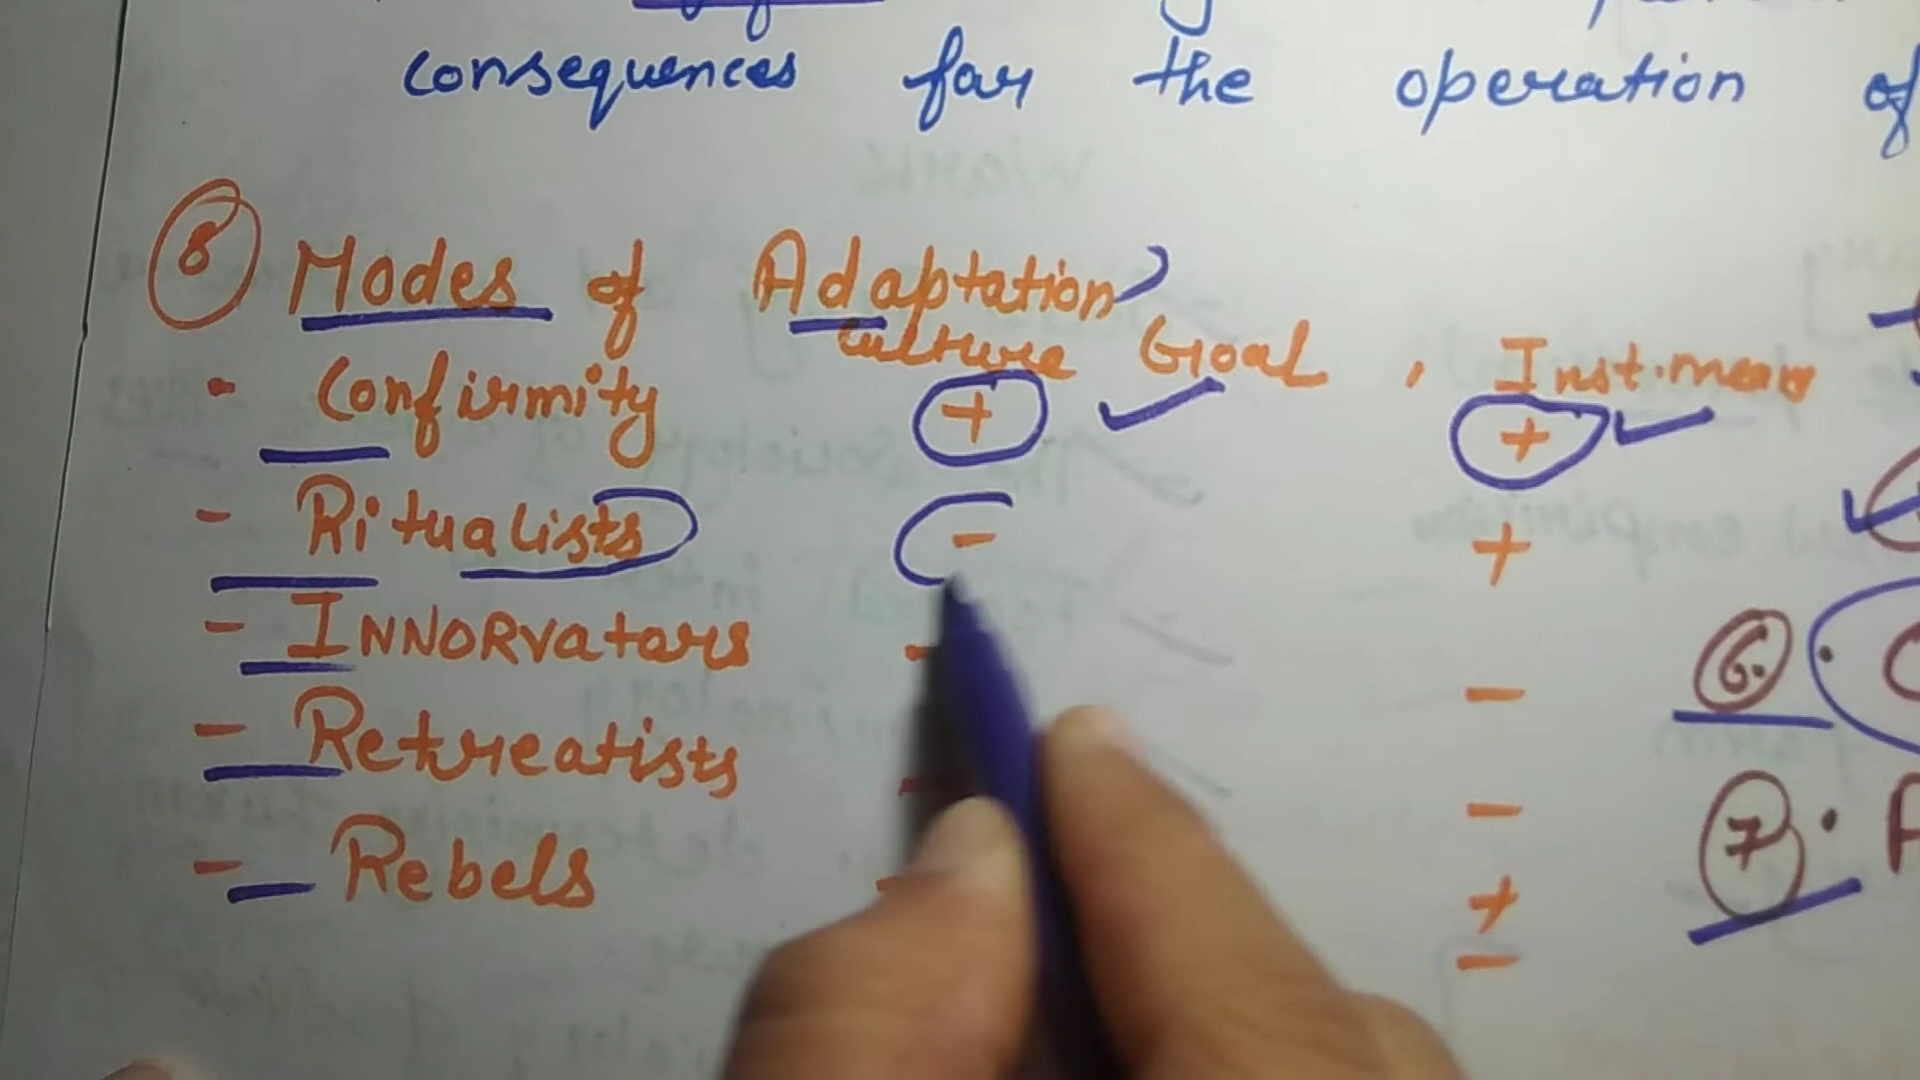 consequences for the operation of
8 Modes of Adaptation
Culture Goal , Inst. means
- Confirmity + +
- Ritualists - +
- INNORvators - -
- Retreatists - -
- Rebels - +
-
6.
7.